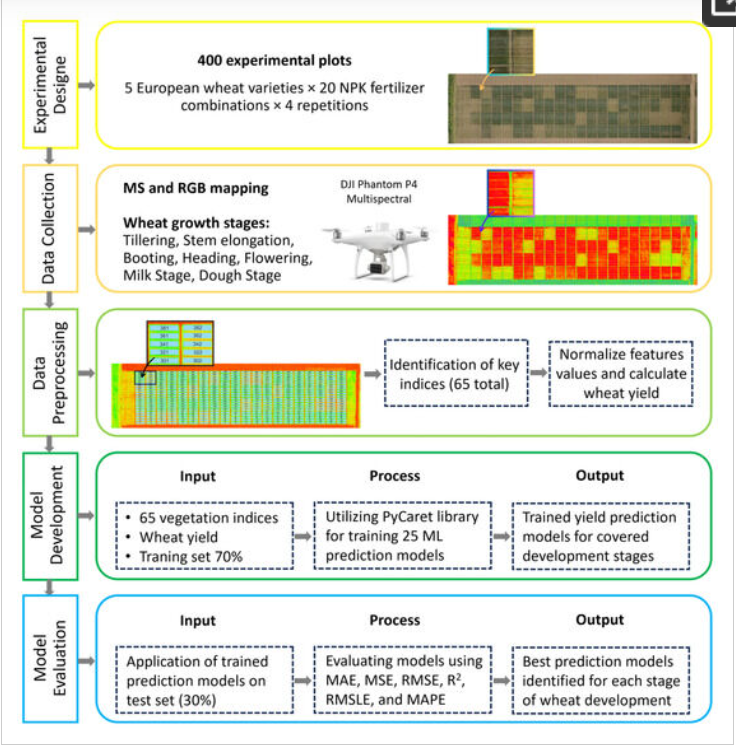 Experimental
Designe
400 experimental plots
5 European wheat varieties × 20 NPK fertilizer
combinations × 4 repetitions
Data Collection
MS and RGB mapping
Wheat growth stages:
Tillering, Stem elongation,
Booting, Heading, Flowering,
Milk Stage, Dough Stage
DJI Phantom P4
Multispectral
Data
Preprocessing
Identification of key
indices (65 total)
Normalize features
values and calculate
wheat yield
Model
Development
Input
• 65 vegetation indices
• Wheat yield
• Traning set 70%
Process
Utilizing PyCaret library
for training 25 ML
prediction models
Output
Trained yield prediction
models for covered
development stages
Model
Evaluation
Input
Application of trained
prediction models on
test set (30%)
Process
Evaluating models using
MAE, MSE, RMSE, R²,
RMSLE, and MAPE
Output
Best prediction models
identified for each stage
of wheat development